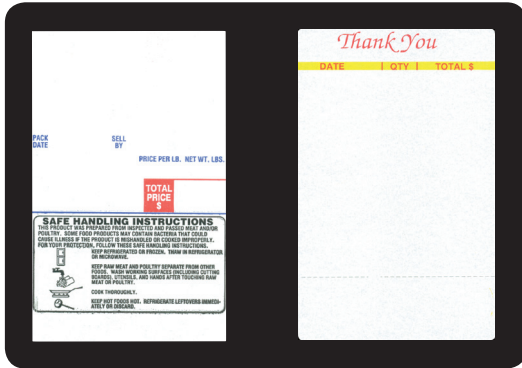 PACK
DATE
SELL
BY
PRICE PER LB. NET WT. LBS.
TOTAL
PRICE
$
SAFE HANDLING INSTRUCTIONS
THIS PRODUCT WAS PREPARED FROM INSPECTED AND PASSED MEAT AND/OR
POULTRY. SOME FOOD PRODUCTS MAY CONTAIN BACTERIA THAT COULD
CAUSE ILLNESS IF THE PRODUCT IS MISHANDLED OR COOKED IMPROPERLY.
FOR YOUR PROTECTION, FOLLOW THESE SAFE HANDLING INSTRUCTIONS.
KEEP REFRIGERATED OR FROZEN. THAW IN REFRIGERATOR
OR MICROWAVE.
KEEP RAW MEAT AND POULTRY SEPARATE FROM OTHER
FOODS. WASH WORKING SURFACES (INCLUDING CUTTING
BOARDS), UTENSILS, AND HANDS AFTER TOUCHING RAW
MEAT OR POULTRY.
COOK THOROUGHLY.
KEEP HOT FOODS HOT. REFRIGERATE LEFTOVERS IMMEDI-
ATELY OR DISCARD.
Thank You
DATE | QTY | TOTAL $